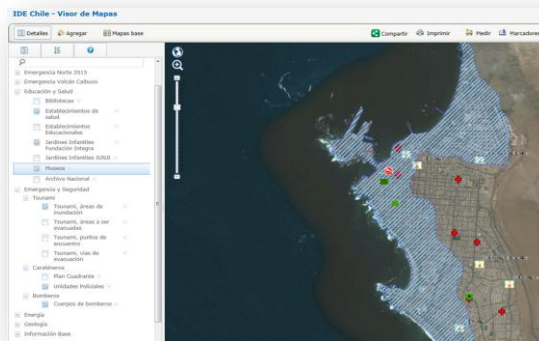 IDE Chile - Visor de Mapas
Detalles
Agregar
Mapas base
Compartir
Imprimir
Medir
Marcadores
Emergencia Norte 2015
Emergencia Volcán Calbuco
Educación y Salud
Bibliotecas
Establecimientos de
salud
Establecimientos
Educacionales
Jardines Infantiles
Fundación Integra
Jardines Infantiles JUNJI
Museos
Archivo Nacional
Emergencia y Seguridad
Tsunami
Tsunami, áreas de
inundación
Tsunami, áreas a ser
evacuadas
Tsunami, puntos de
encuentro
Tsunami, vías de
evacuación
Carabineros
Plan Cuadrante
Unidades Policiales
Bomberos
Cuerpos de bomberos
Energía
Geología
Información Base